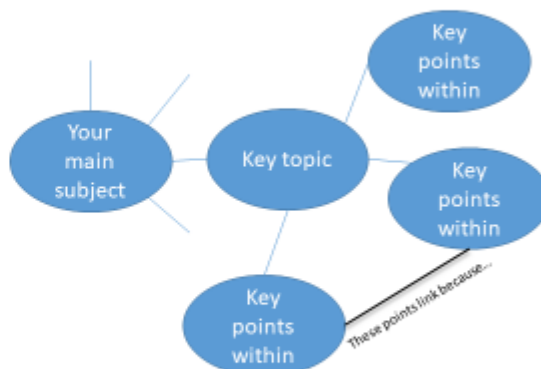 Key
points
within
Your
main
subject
Key topic
Key
points
within
These points link because...
Key
points
within